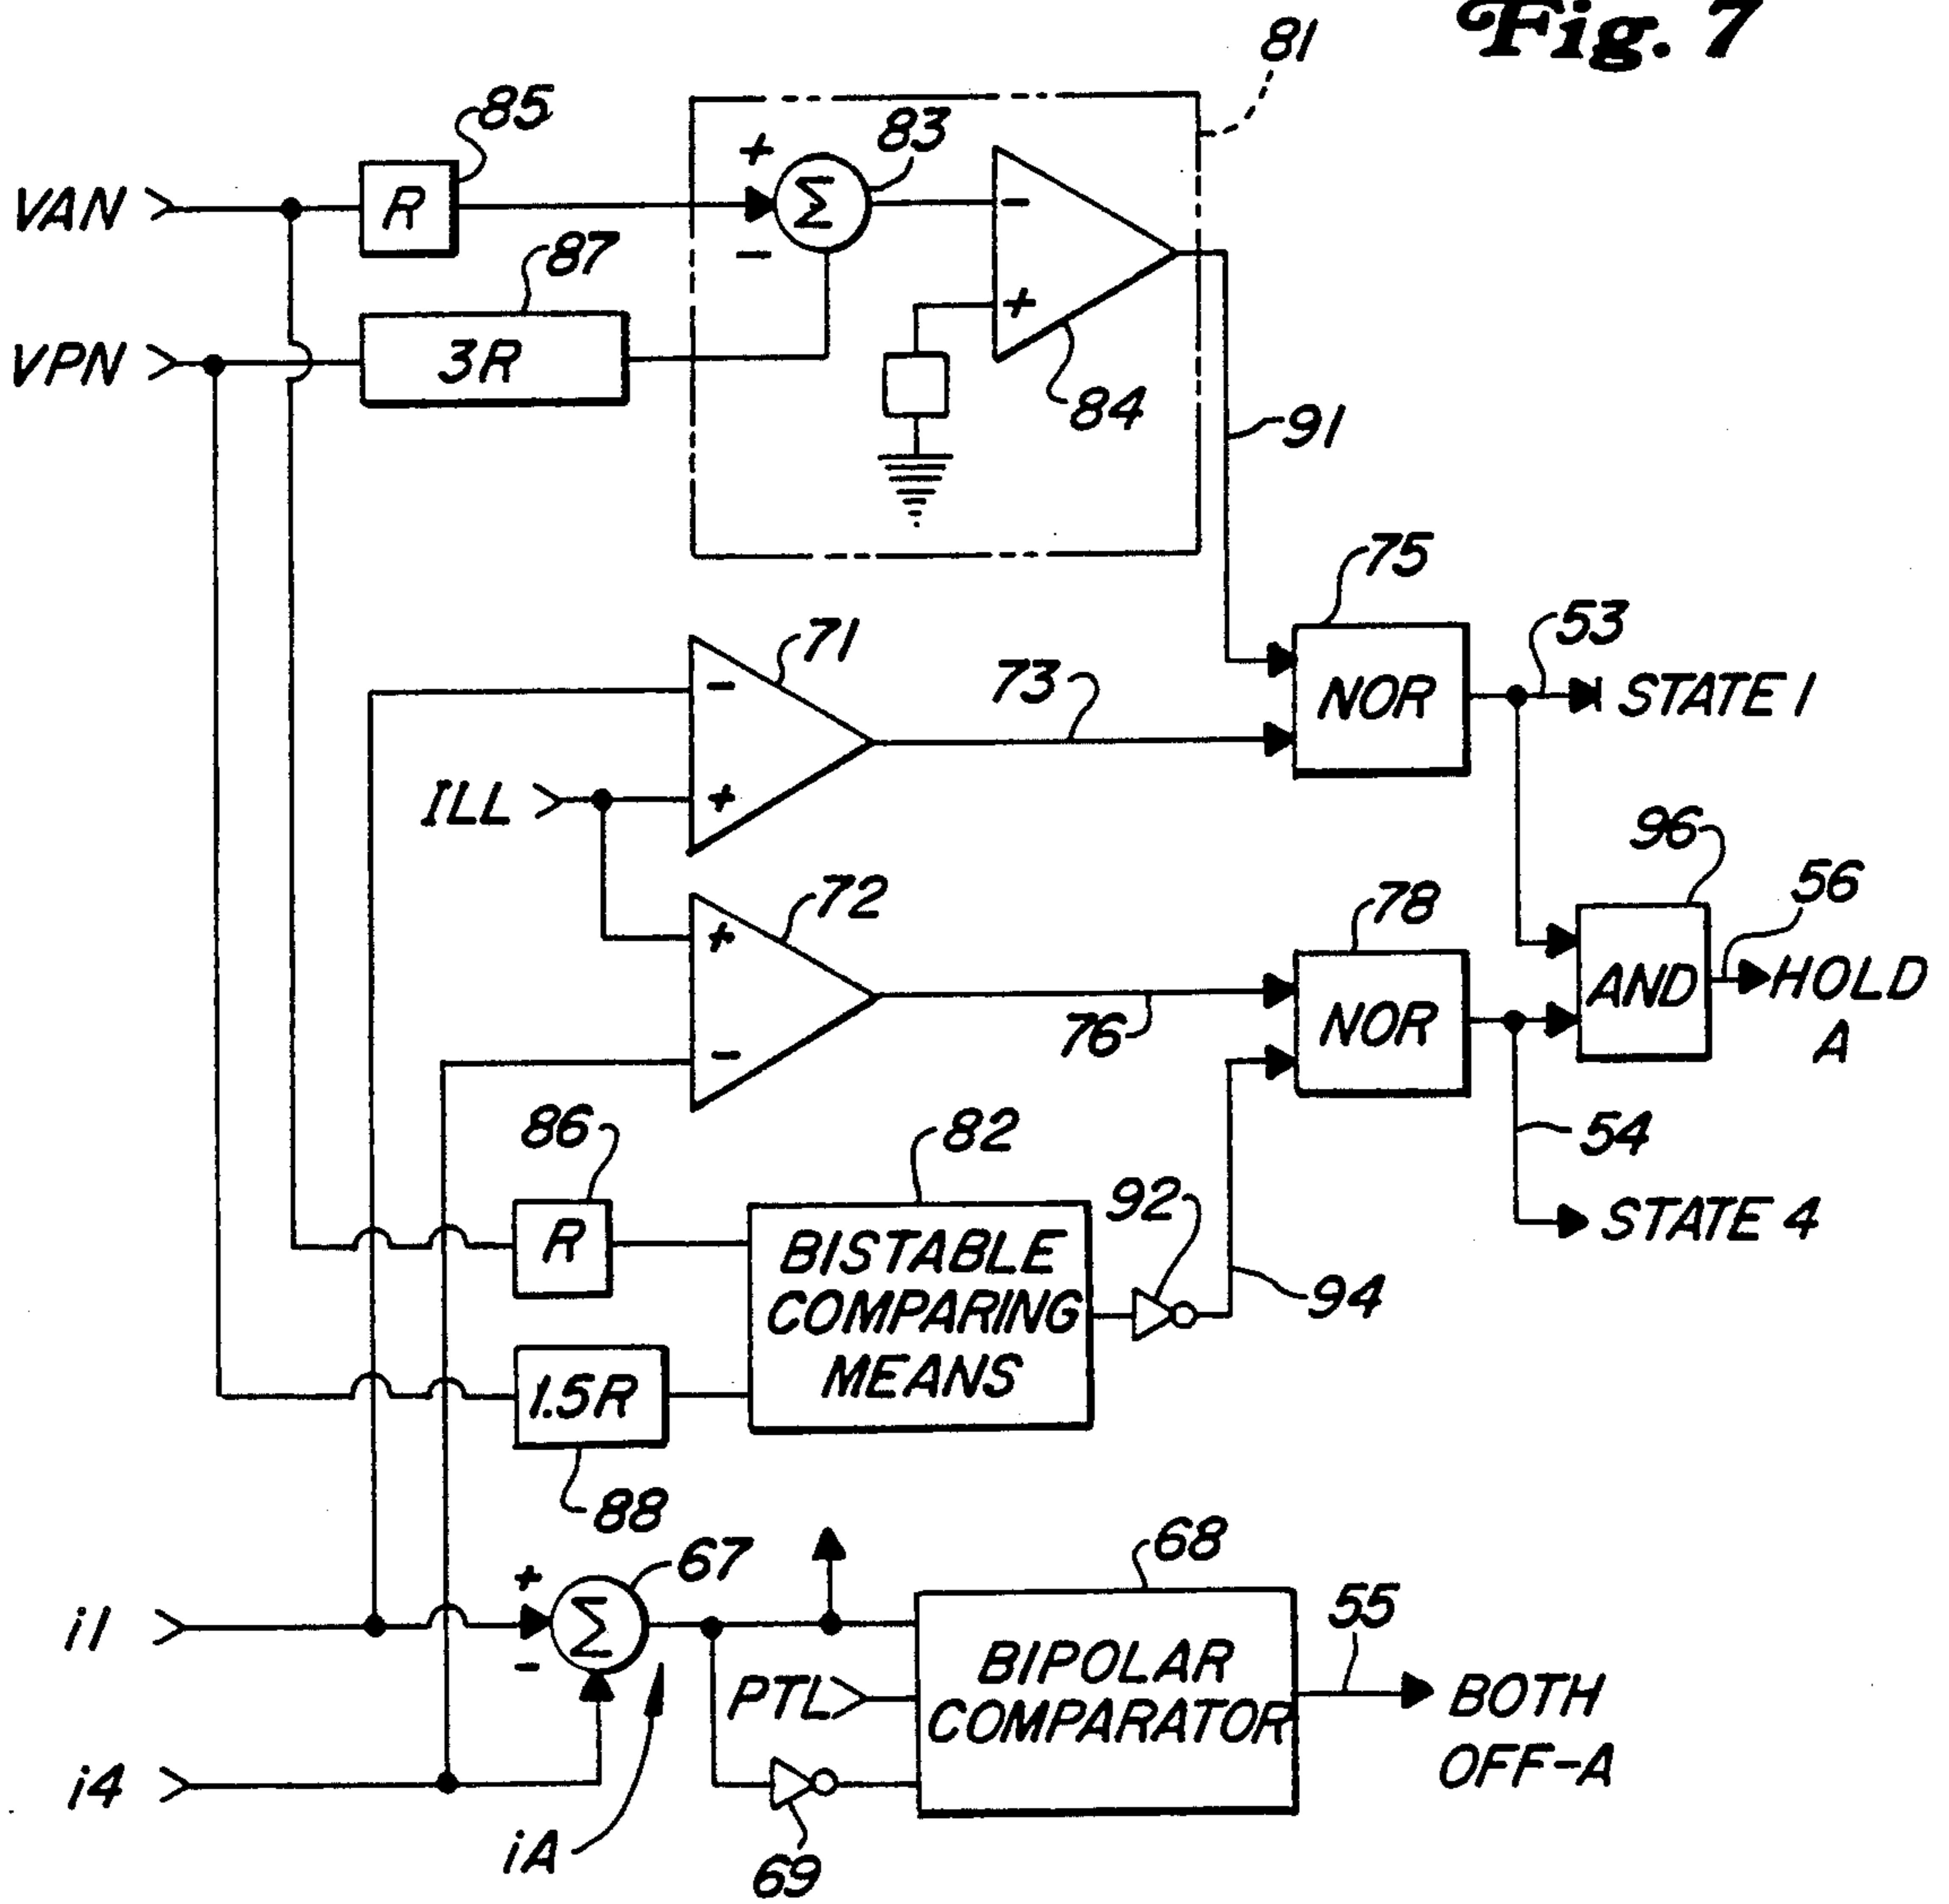 Fig. 7
81
85
83
+
VAN
R
Σ
-
-
87
VPN
3R
+
84
91
75
71
53
-
73
NOR
STATE 1
ILL
+
96
72
78
56
+
AND
HOLD
A
76
NOR
-
86
82
54
92
R
BISTABLE
COMPARING
MEANS
STATE 4
94
1.5R
88
67
68
+
55
i1
Σ
-
BIPOLAR
COMPARATOR
PTL
BOTH
OFF-A
i4
iA
69